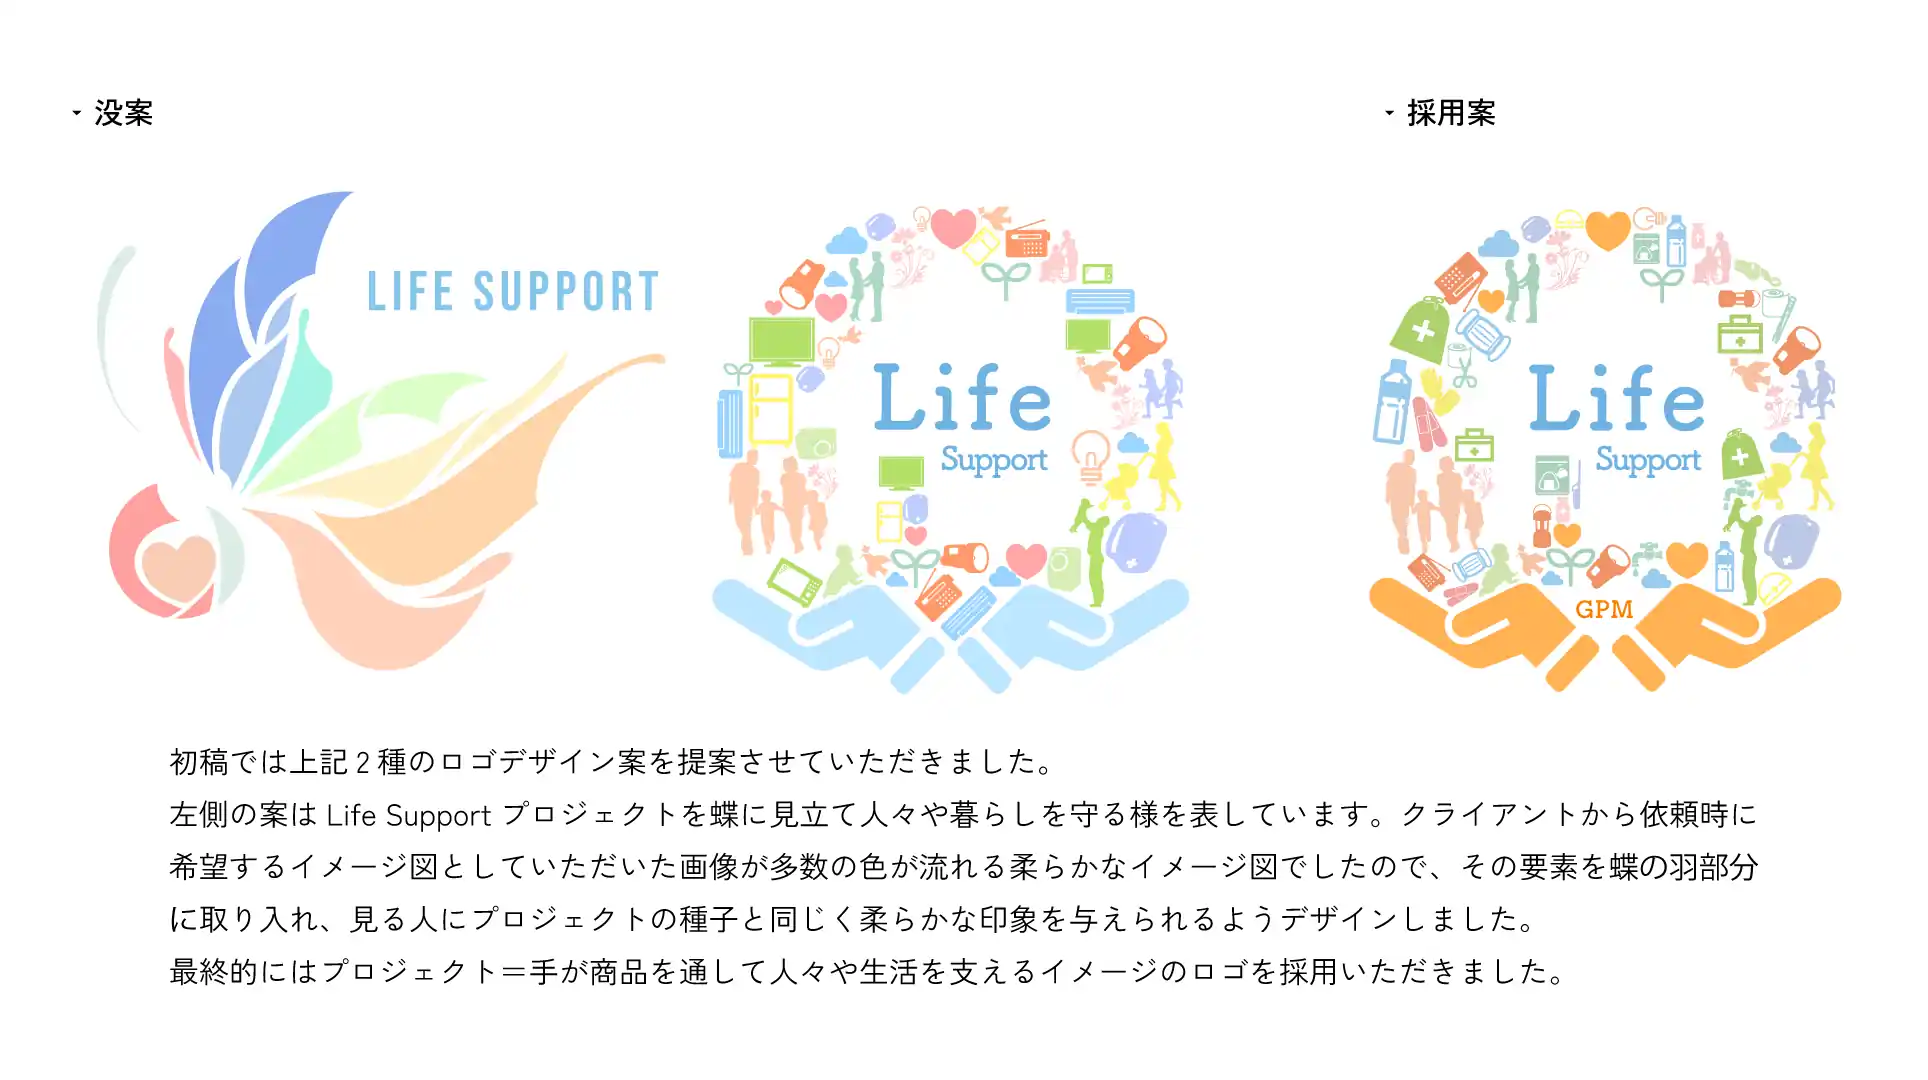 没案
採用案
LIFE SUPPORT
Life
Support
Life
Support
GPM
初稿では上記2種のロゴデザイン案を提案させていただきました。
左側の案は Life Support プロジェクトを蝶に見立て人々や暮らしを守る様を表しています。クライアントから依頼時に
希望するイメージ図としていただいた画像が多数の色が流れる柔らかなイメージ図でしたので、その要素を蝶の羽部分
に取り入れ、見る人にプロジェクトの種子と同じく柔らかな印象を与えられるようデザインしました。
最終的にはプロジェクト＝手が商品を通して人々や生活を支えるイメージのロゴを採用いただきました。